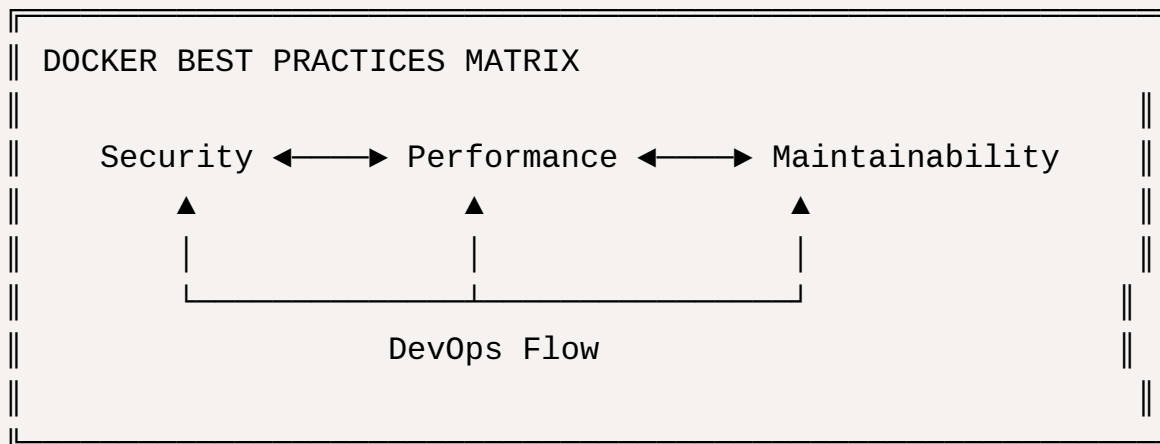 DOCKER BEST PRACTICES MATRIX
Security ◄────► Performance ◄────► Maintainability
DevOps Flow